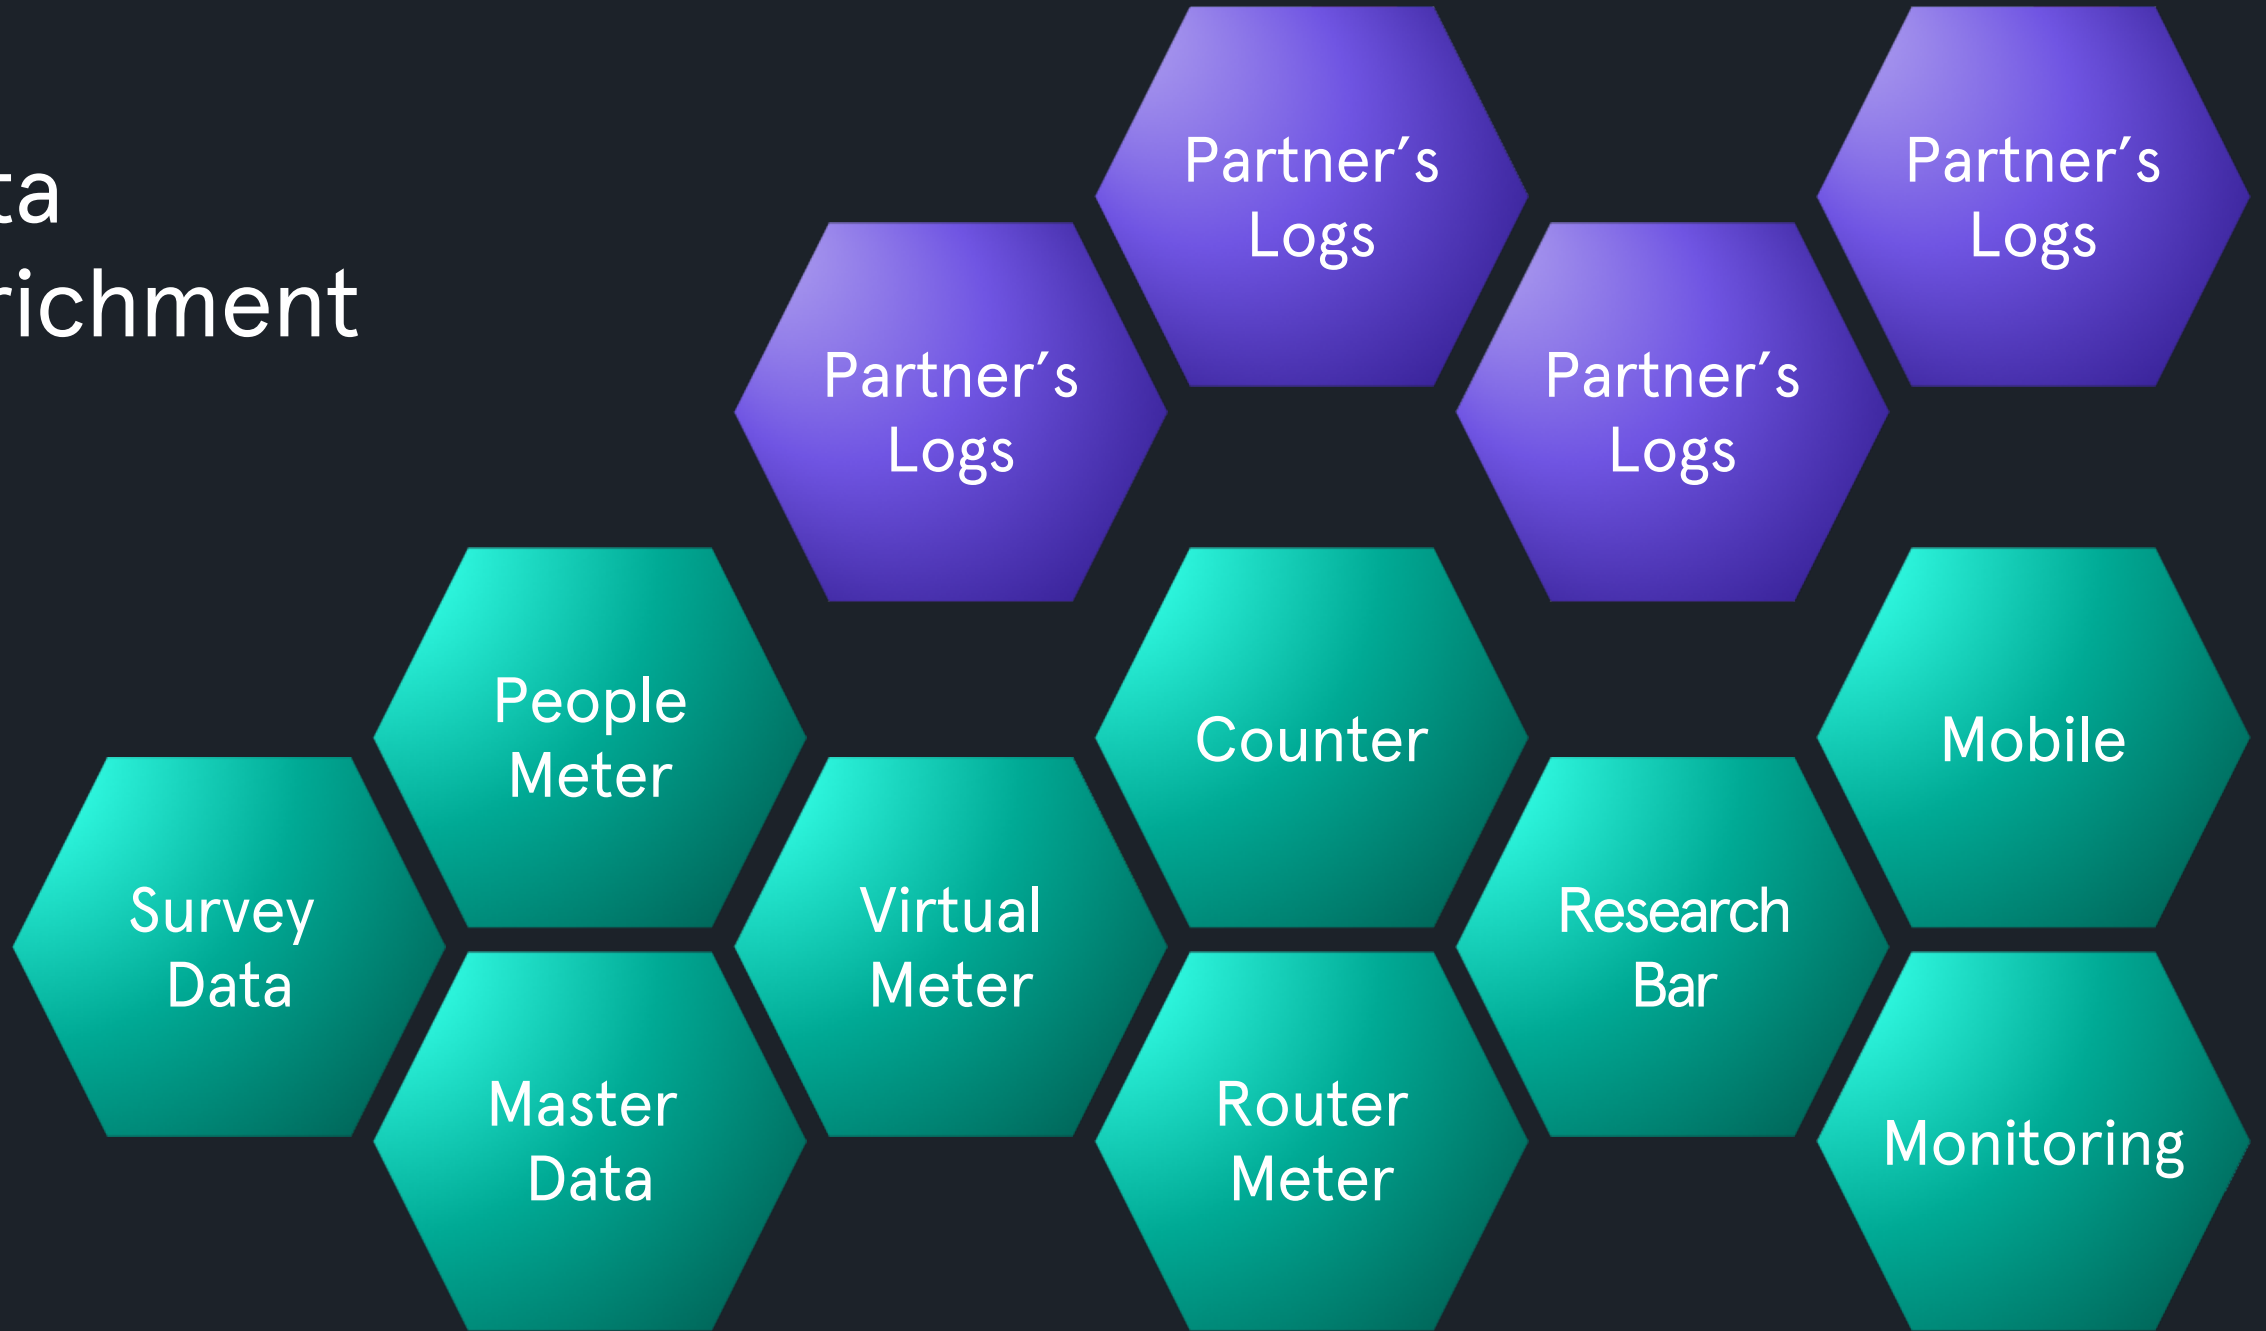 ta
richment
Partner´s
Logs
Partner´s
Logs
Partner´s
Logs
Partner´s
Logs
People
Meter
Counter
Mobile
Survey
Data
Virtual
Meter
Research
Bar
Master
Data
Router
Meter
Monitoring